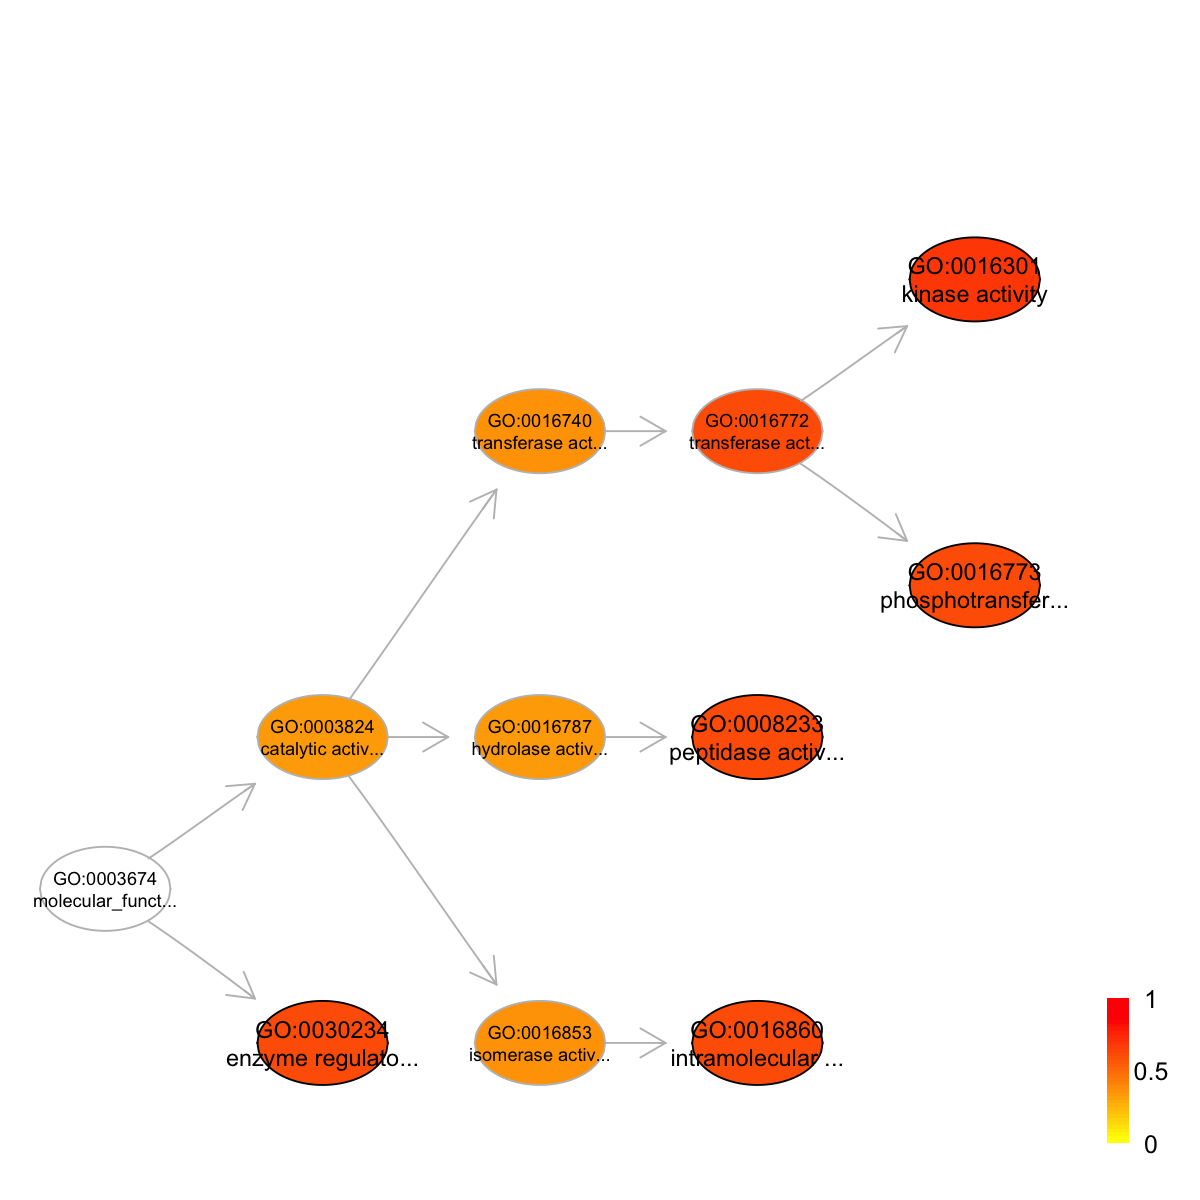 GO:0016301
kinase activity
GO:0016740
transferase act...
GO:0016772
transferase act...
GO:0016773
phosphotransfer...
GO:0003824
catalytic activ...
GO:0016787
hydrolase activ...
GO:0008233
peptidase activ...
GO:0003674
molecular_funct...
GO:0030234
enzyme regulato...
GO:0016853
isomerase activ...
GO:0016860
intramolecular ...
1
0.5
0